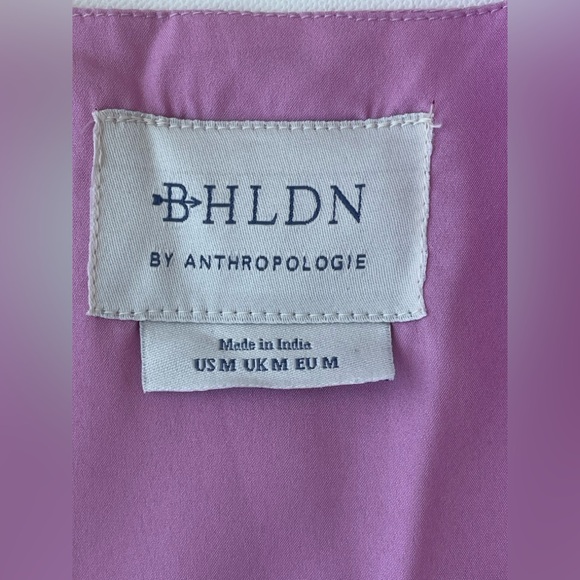 BHLDN
BY ANTHROPOLOGIE
Made in India
US M UK M EU M